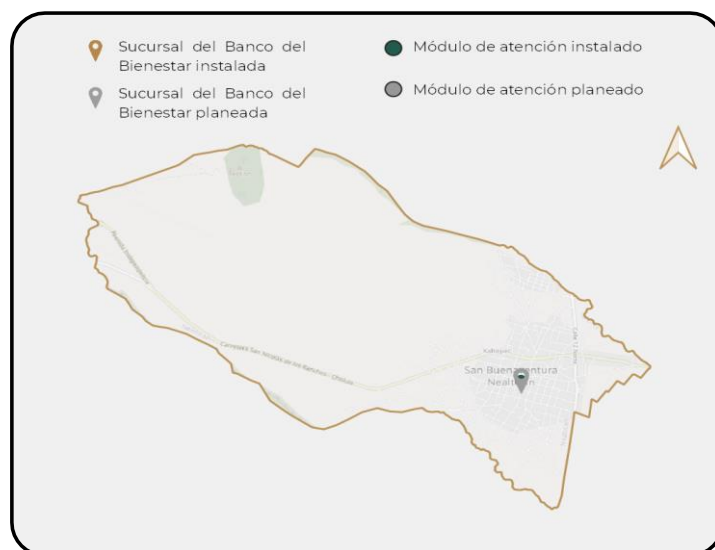 Sucursal del Banco del
Bienestar instalada
Sucursal del Banco del
Bienestar planeada
Módulo de atención instalado
Módulo de atención planeado
Camino San Nicolás de los Ranchos - Cholula
San Buenaventura
Nealtican